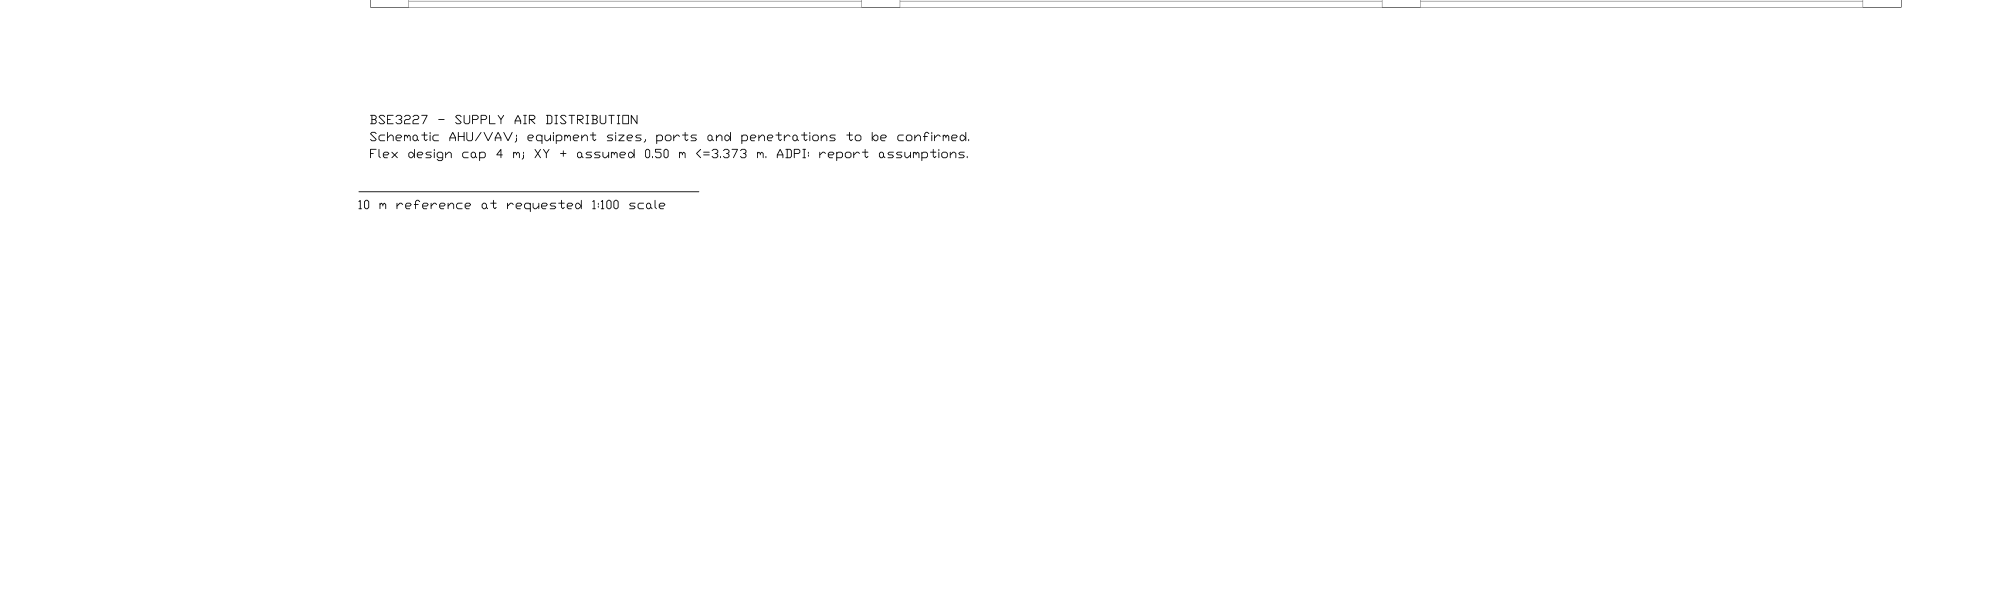 BSE3227 - SUPPLY AIR DISTRIBUTION
Schematic AHU/VAV; equipment sizes, ports and penetrations to be confirmed.
Flex design cap 4 m; XY + assumed 0.50 m <=3.373 m. ADPI: report assumptions.
10 m reference at requested 1:100 scale